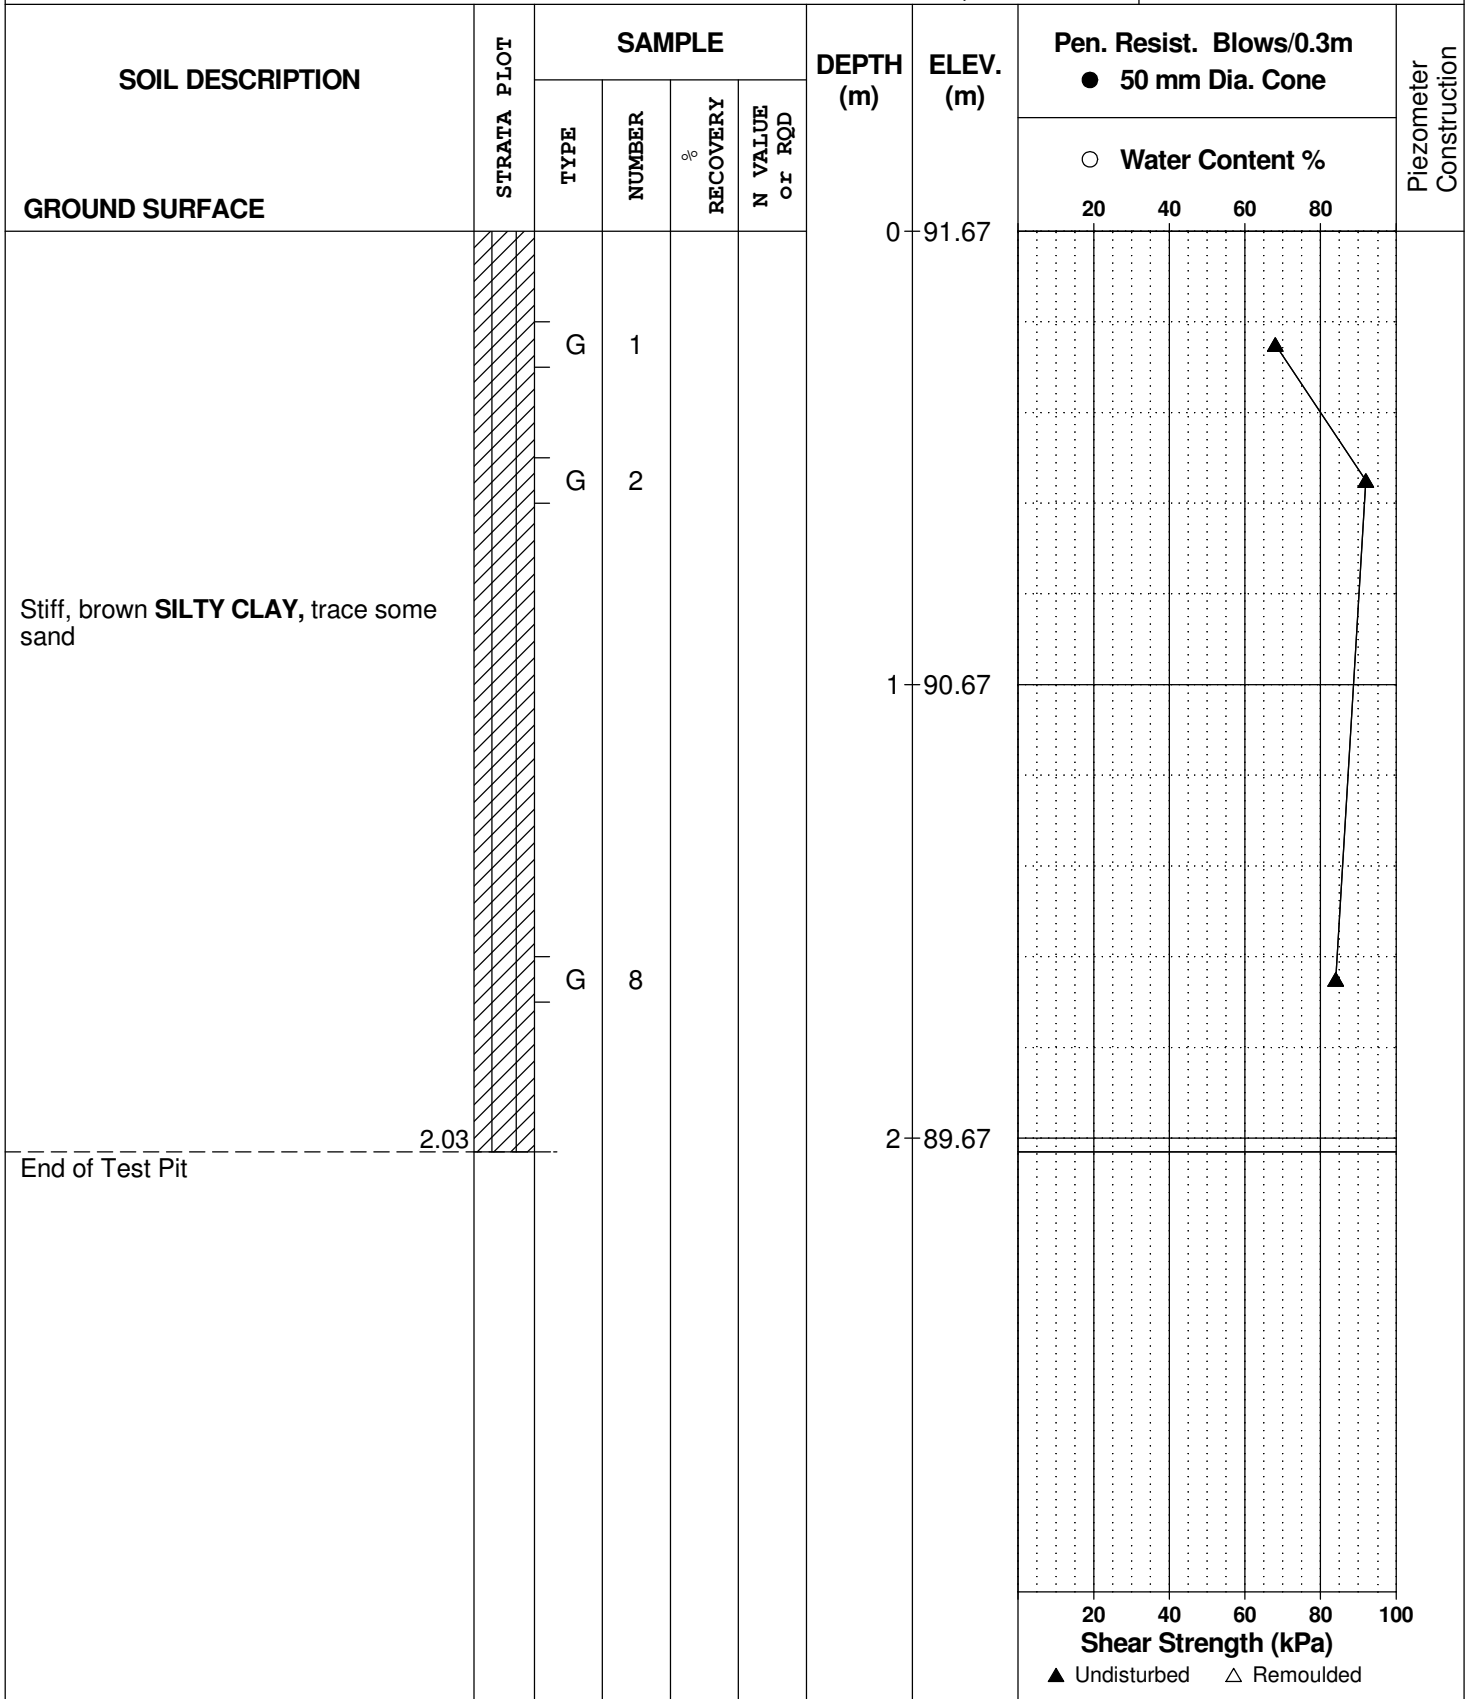 SOIL DESCRIPTION
GROUND SURFACE
STRATA PLOT
SAMPLE
TYPE
NUMBER
%
RECOVERY
N VALUE
or RQD
DEPTH
(m)
ELEV.
(m)
Pen. Resist. Blows/0.3m
● 50 mm Dia. Cone
○ Water Content %
20 40 60 80
Piezometer
Construction
0 91.67
G 1
G 2
Stiff, brown SILTY CLAY, trace some
sand
1 90.67
G 8
2.03
2 89.67
End of Test Pit
20 40 60 80 100
Shear Strength (kPa)
▲ Undisturbed △ Remoulded